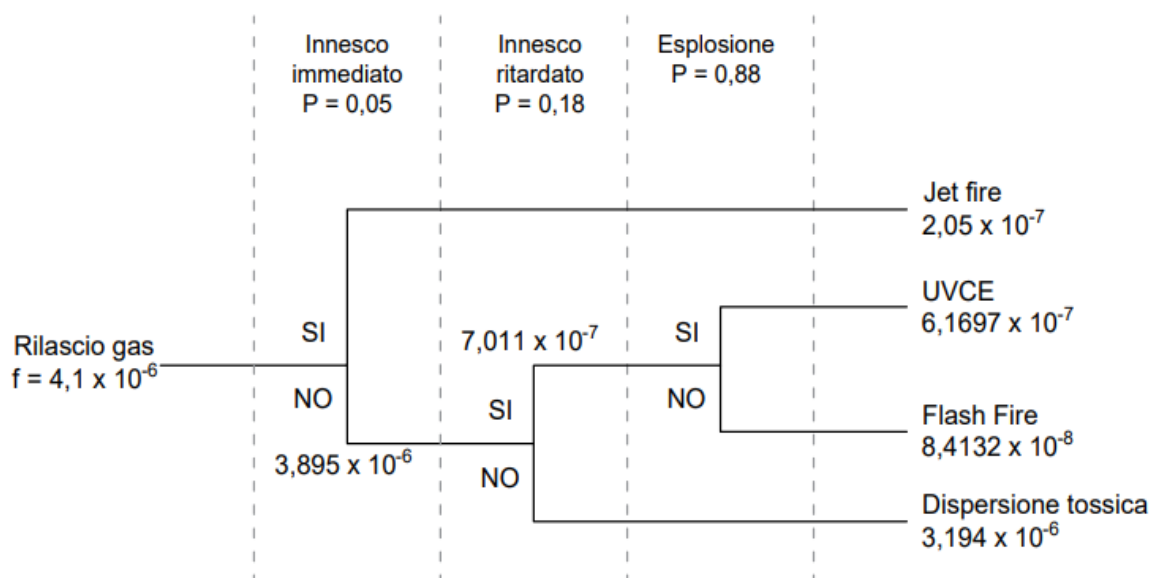 Innesco
immediato
P = 0,05
Innesco
ritardato
P = 0,18
Esplosione
P = 0,88
Jet fire
2,05 x 10⁻⁷
UVCE
6,1697 x 10⁻⁷
SI
7,011 x 10⁻⁷
SI
Rilascio gas
f = 4,1 x 10⁻⁶
NO
SI
NO
Flash Fire
8,4132 x 10⁻⁸
3,895 x 10⁻⁶
NO
Dispersione tossica
3,194 x 10⁻⁶